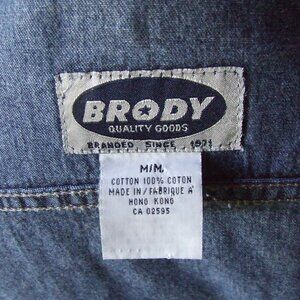 BRODY
QUALITY GOODS
BRANDED SINCE 1971
M/M
COTTON 100% COTON
MADE IN/FABRIQUE A'
HONG KONG
CA 02595